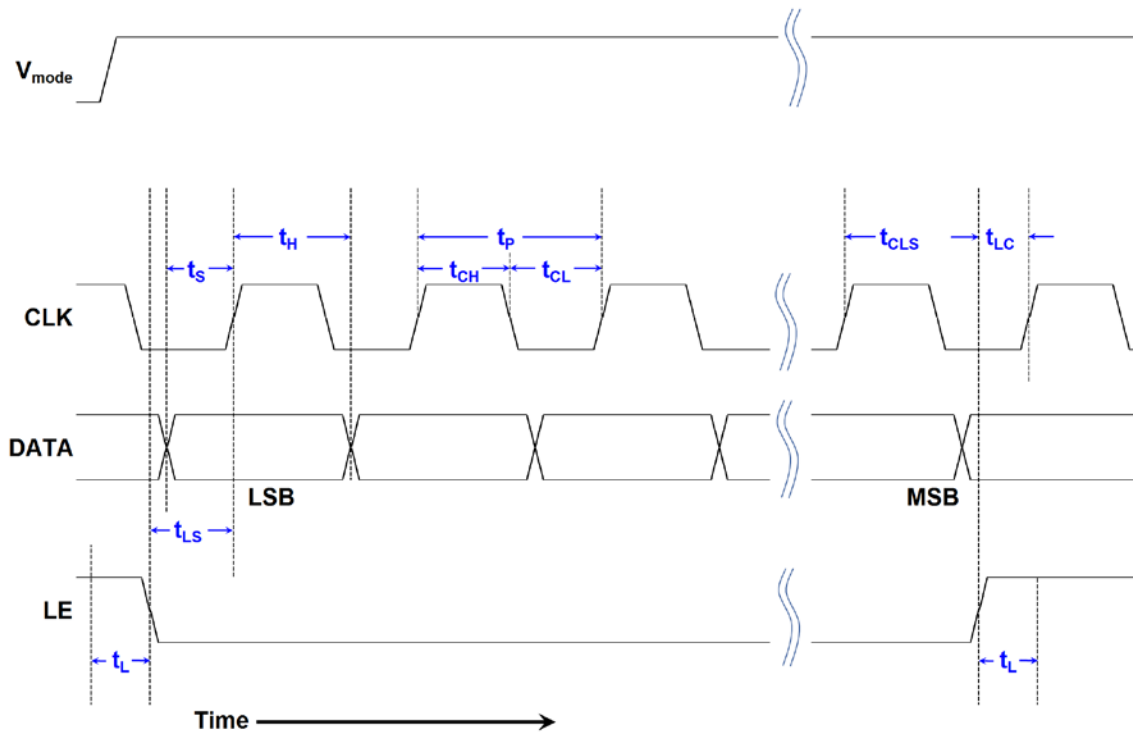 V_mode
t_H
t_P
t_CLS
t_LC
t_S
t_CH
t_CL
CLK
DATA
LSB
MSB
t_LS
LE
t_L
t_L
Time